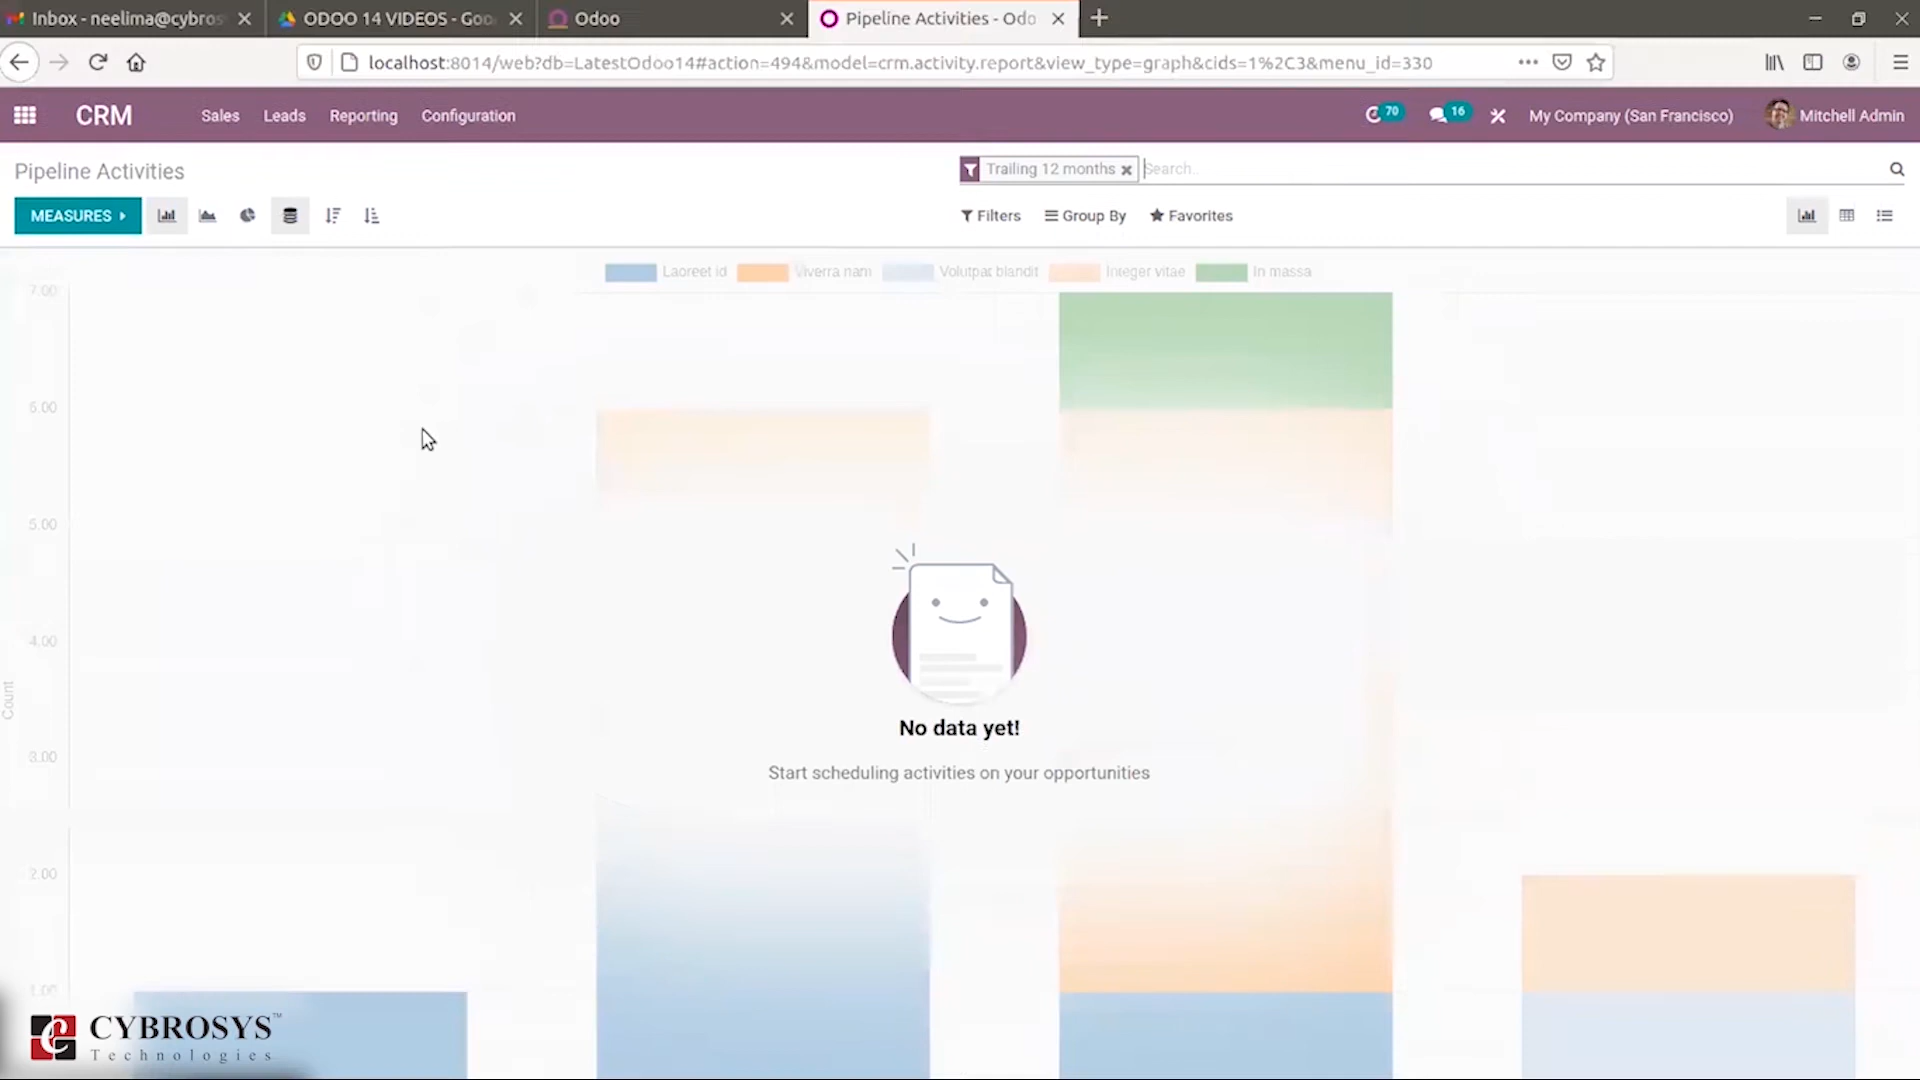 Inbox - neelima@cybros
ODOO 14 VIDEOS - Goo
Odoo
Pipeline Activities - Odo
localhost:8014/web?db=LatestOdoo14#action=494&model=crm.activity.report&view_type=graph&cids=1%2C3&menu_id=330
CRM
Sales
Leads
Reporting
Configuration
70
16
My Company (San Francisco)
Mitchell Admin
Pipeline Activities
Trailing 12 months
Search..
MEASURES
Filters
Group By
Favorites
Laoreet id
Viverra nam
Volutpat blandit
Integer vitae
In massa
7.00
6.00
5.00
4.00
Count
3.00
2.00
1.00
No data yet!
Start scheduling activities on your opportunities
CYBROSYS™
Technologies